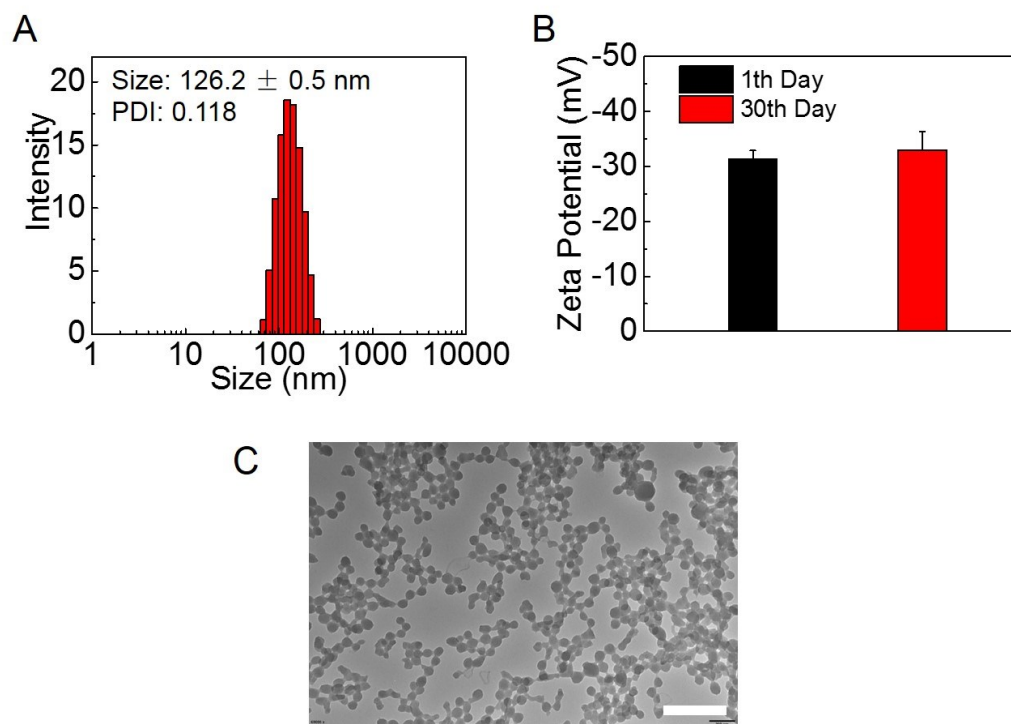 A
20
15
10
5
0
Intensity
Size: 126.2 ± 0.5 nm
PDI: 0.118
1 10 100 1000 10000
Size (nm)
B
-50
-40
-30
-20
-10
0
Zeta Potential (mV)
1th Day
30th Day
C